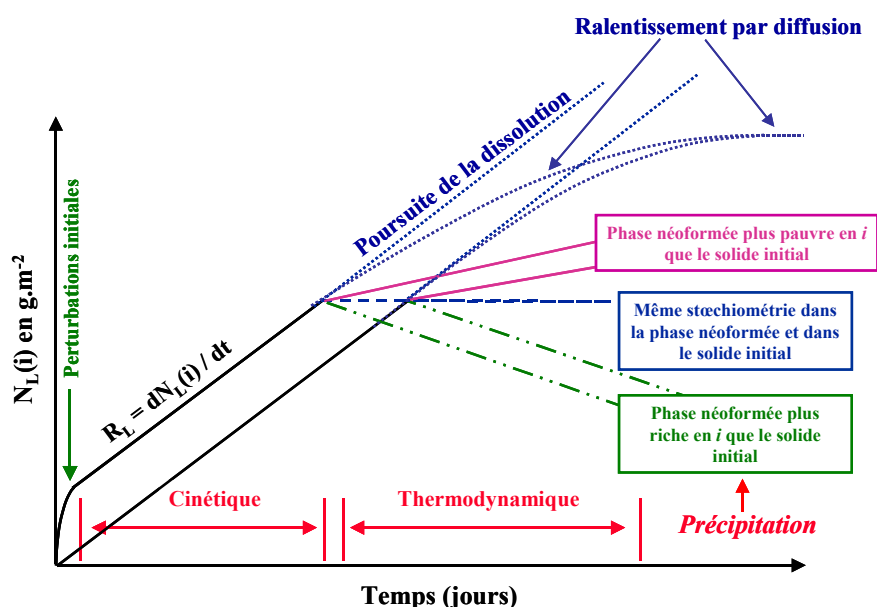 Ralentissement par diffusion
Poursuite de la dissolution
Perturbations initiales
N_L(i) en g.m⁻²
R_L = dN_L(i) / dt
Phase néoformée plus pauvre en i
que le solide initial
Même stœchiométrie dans
la phase néoformée et dans
le solide initial
Phase néoformée plus
riche en i que le solide
initial
Cinétique
Thermodynamique
Précipitation
Temps (jours)